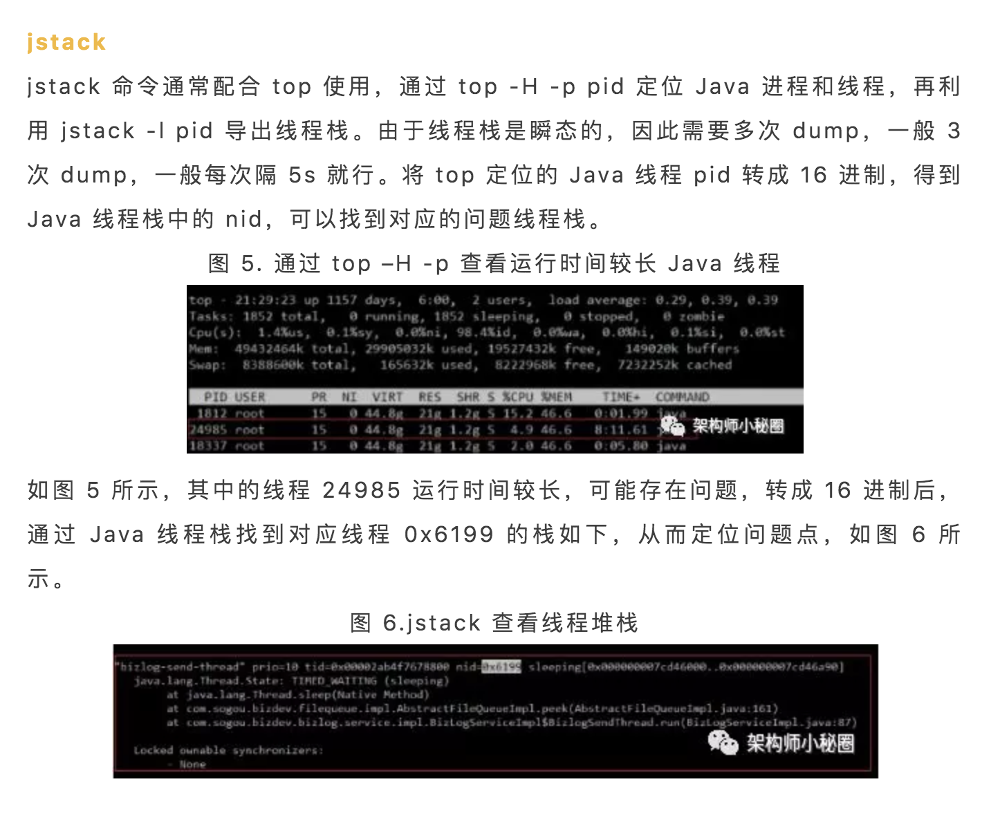 jstack
jstack 命令通常配合 top 使用，通过 top -H -p pid 定位 Java 进程和线程，再利
用 jstack -l pid 导出线程栈。由于线程栈是瞬态的，因此需要多次 dump，一般 3
次 dump，一般每次隔 5s 就行。将 top 定位的 Java 线程 pid 转成 16 进制，得到
Java 线程栈中的 nid，可以找到对应的问题线程栈。
图 5. 通过 top –H -p 查看运行时间较长 Java 线程
top - 21:29:23 up 1157 days,  6:00,  2 users,  load average: 0.29, 0.39, 0.39
Tasks: 1852 total,   0 running, 1852 sleeping,   0 stopped,   0 zombie
Cpu(s):  1.4%us,  0.1%sy,  0.0%ni, 98.4%id,  0.0%wa,  0.0%hi,  0.1%si,  0.0%st
Mem:  49432464k total, 29905032k used, 19527432k free,   149020k buffers
Swap:  8388600k total,   165632k used,  8222968k free,  7232252k cached
PID USER      PR  NI  VIRT  RES  SHR S %CPU %MEM    TIME+  COMMAND
1812 root      15   0 44.8g  21g 1.2g S 15.2 46.6   0:01.99 java
24985 root      15   0 44.8g  21g 1.2g S  4.9 46.6   8:11.61
架构师小秘圈
18337 root      15   0 44.8g  21g 1.2g S  2.0 46.6   0:05.80 java
如图 5 所示，其中的线程 24985 运行时间较长，可能存在问题，转成 16 进制后，
通过 Java 线程栈找到对应线程 0x6199 的栈如下，从而定位问题点，如图 6 所
示。
图 6.jstack 查看线程堆栈
"bizlog-send-thread" prio=10 tid=0x00002ab4f7678800 nid=0x6199 sleeping[0x000000007cd46000..0x000000007cd46a90]
java.lang.Thread.State: TIMED_WAITING (sleeping)
at java.lang.Thread.sleep(Native Method)
at com.sogou.bizdev.filequeue.impl.AbstractFileQueueImpl.peek(AbstractFileQueueImpl.java:161)
at com.sogou.bizdev.bizlog.service.impl.BizLogServiceImpl$BizlogSendThread.run(BizLogServiceImpl.java:87)
架构师小秘圈
Locked ownable synchronizers:
- None